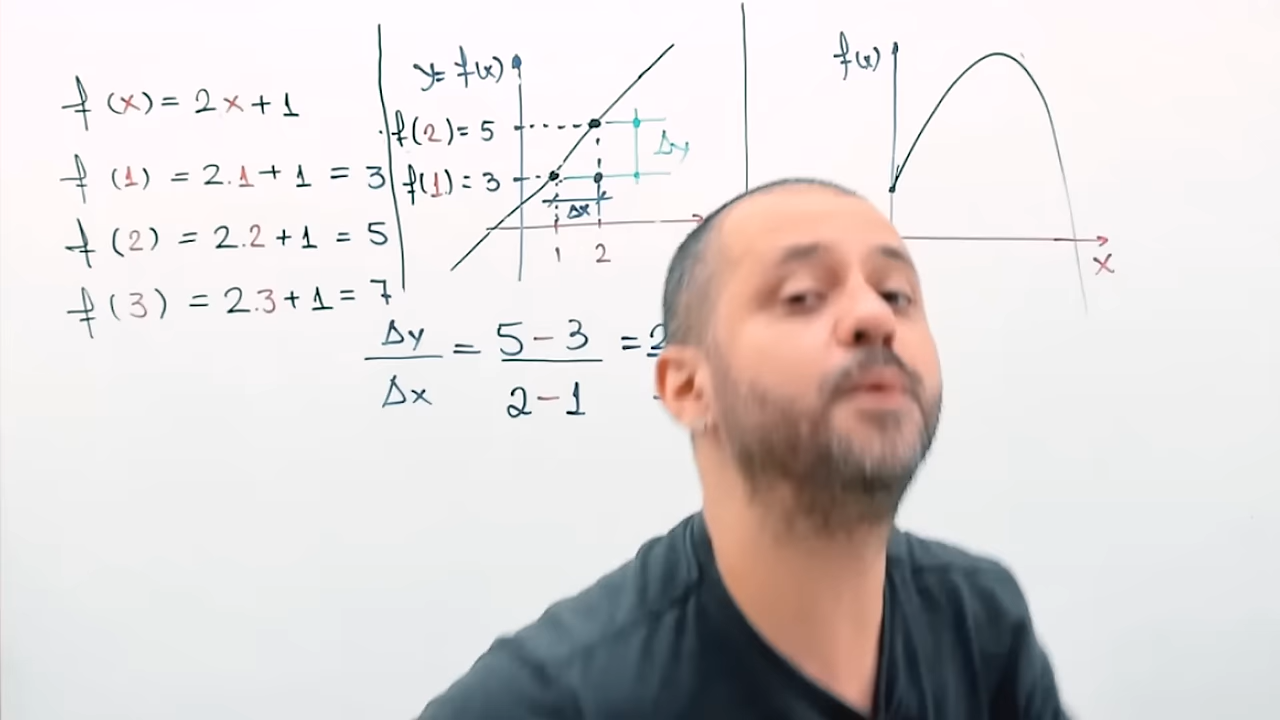 f(x) = 2x + 1
f(1) = 2.1 + 1 = 3
f(2) = 2.2 + 1 = 5
f(3) = 2.3 + 1 = 7
y = f(x)
f(2) = 5
f(1) = 3
Δy
Δx
1 2
Δy/Δx = 5 - 3/2 - 1 = 2
f(x)
x